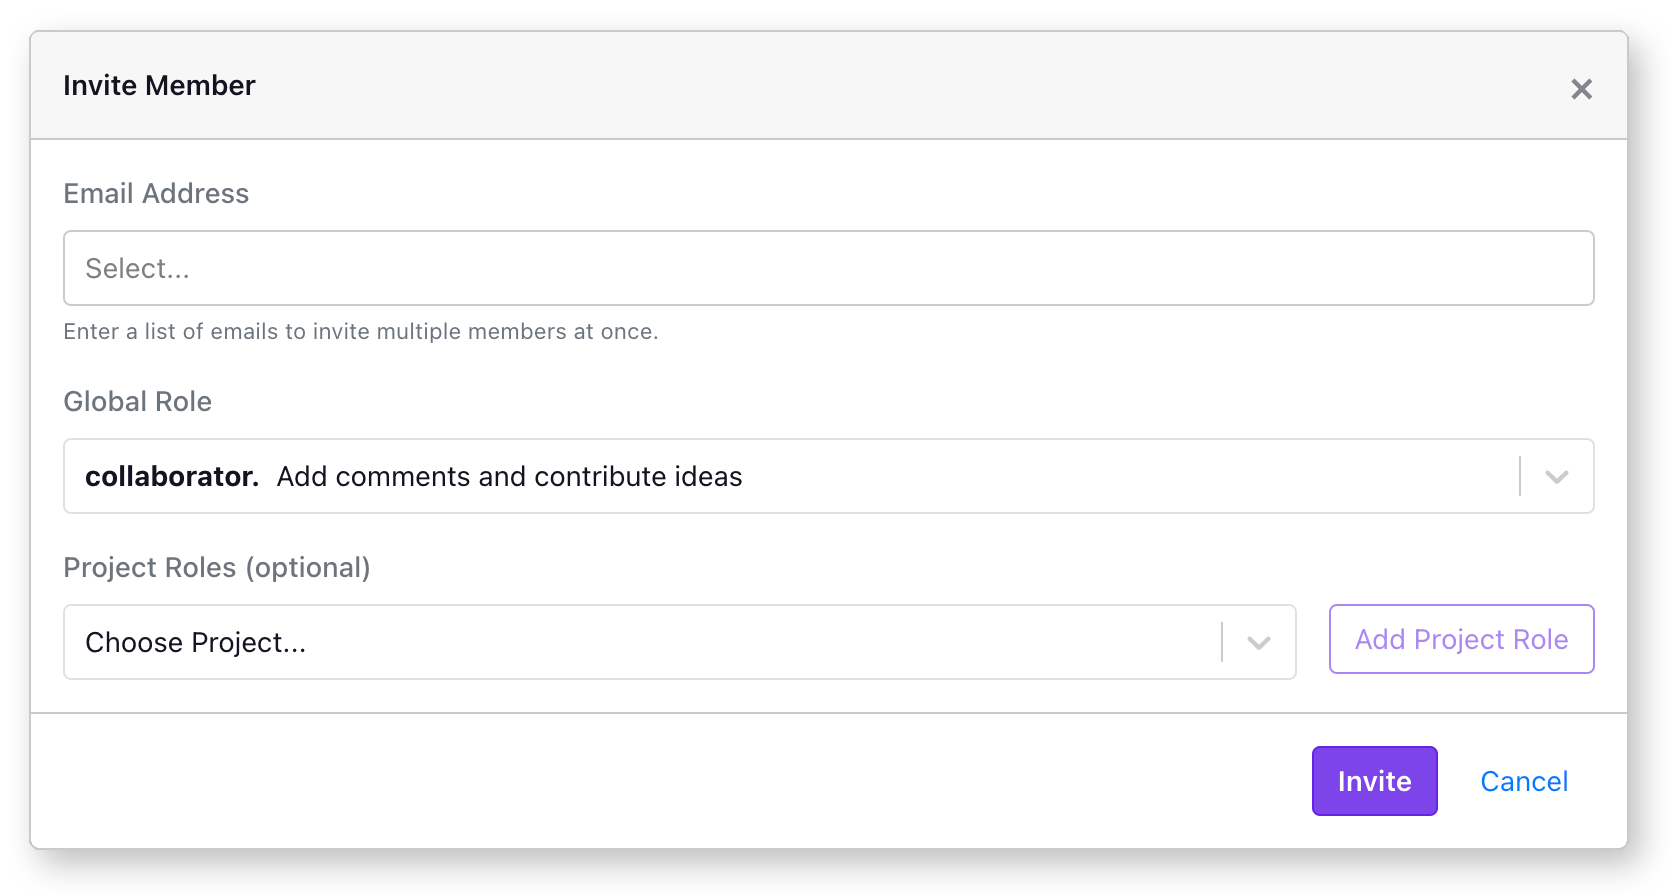 Invite Member
Email Address
Select...
Enter a list of emails to invite multiple members at once.
Global Role
collaborator. Add comments and contribute ideas
Project Roles (optional)
Choose Project...
Add Project Role
Invite
Cancel